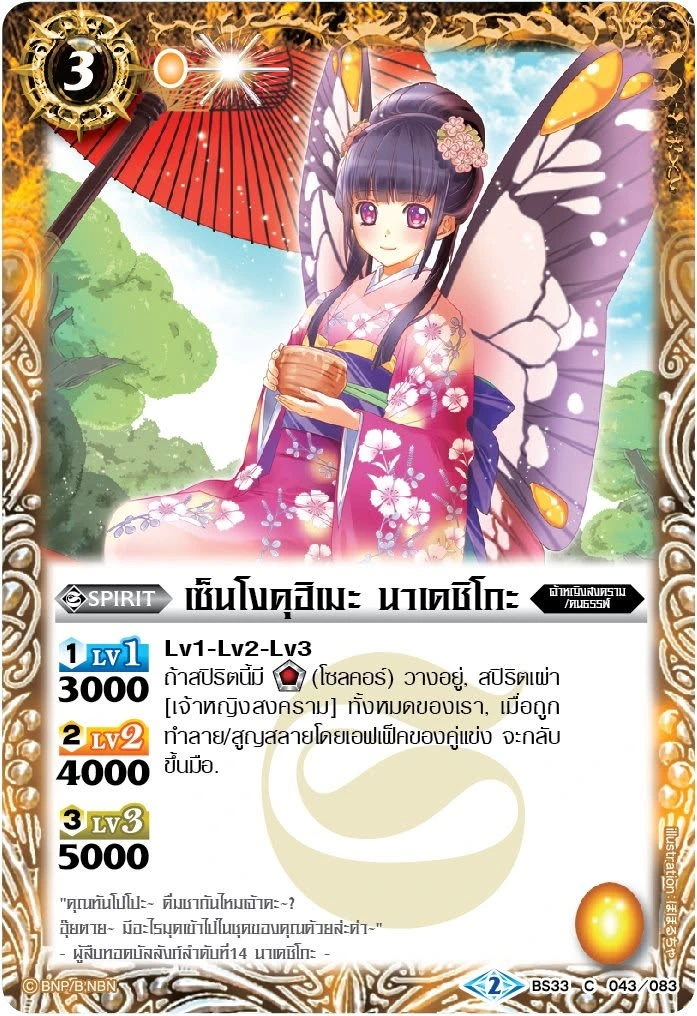 3
SPIRIT
เซ็นโงคุฮิเมะ นาเดชิโกะ
เจ้าหญิงสงคราม
/คนธรรพ์
1 LV1
3000
2 LV2
4000
3 LV3
5000
Lv1-Lv2-Lv3
ถ้าสปิริตนี้มี (โซลคอร์) วางอยู่, สปิริตเผ่า
[เจ้าหญิงสงคราม] ทั้งหมดของเรา, เมื่อถูก
ทำลาย/สูญสลายโดยเอฟเฟ็คของคู่แข่ง จะกลับ
ขึ้นมือ.
"คุณทันโปโปะ~ ดื่มชากันไหมเจ้าคะ~?
อุ๊ยตาย~ มีอะไรมุดเข้าไปในชุดของคุณด้วยล่ะค่า~"
- ผู้สืบทอดบัลลังก์ลำดับที่14 นาเดชิโกะ -
illustration : ぽぽるちゃ
©BNP/B,NBN
2
BS33 C 043/083